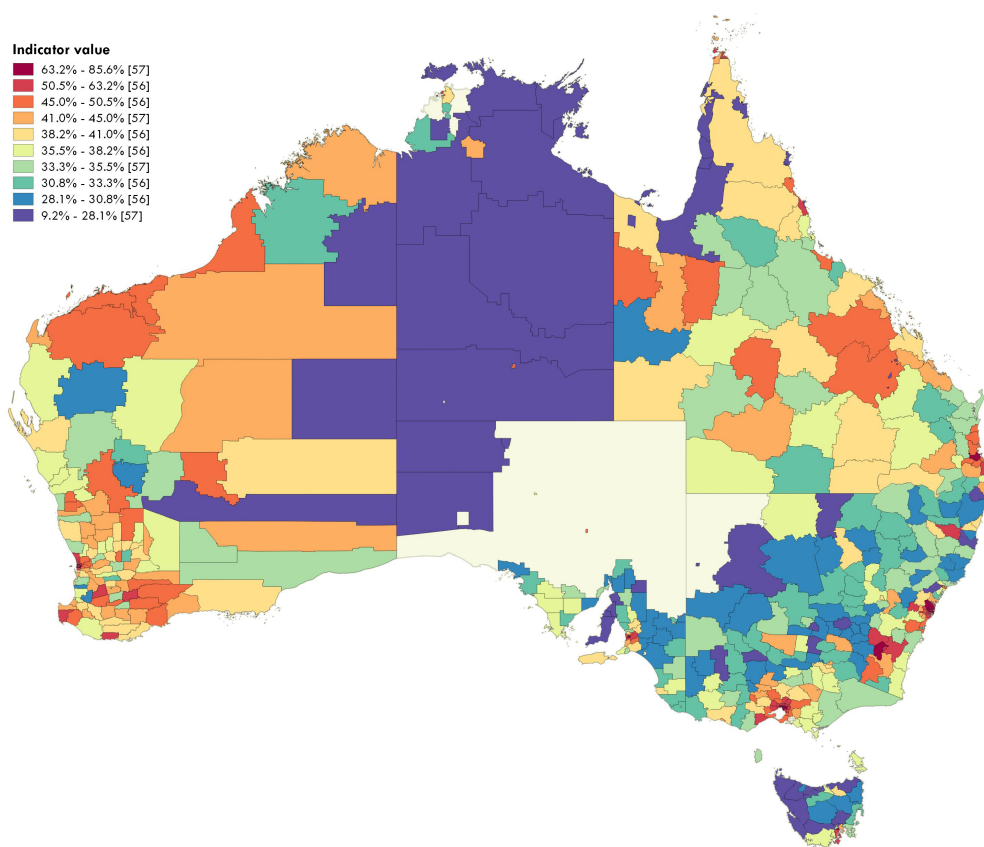 Indicator value
63.2% - 85.6% [57]
50.5% - 63.2% [56]
45.0% - 50.5% [56]
41.0% - 45.0% [57]
38.2% - 41.0% [56]
35.5% - 38.2% [56]
33.3% - 35.5% [57]
30.8% - 33.3% [56]
28.1% - 30.8% [56]
9.2% - 28.1% [57]